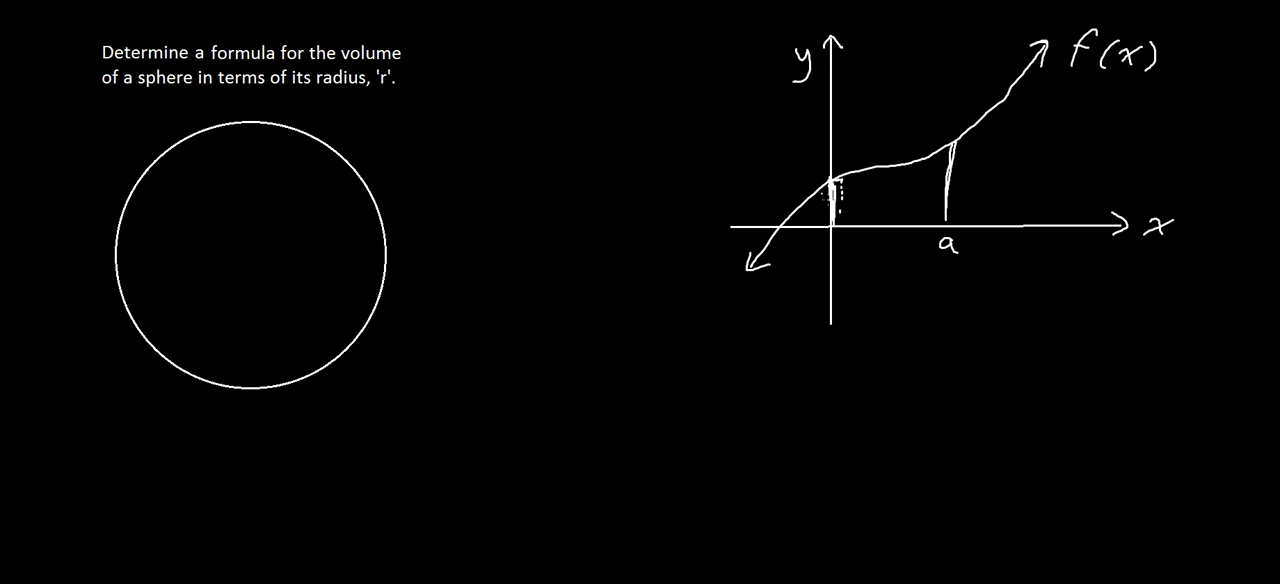 Determine a formula for the volume
of a sphere in terms of its radius, 'r'.
y
f(x)
x
a